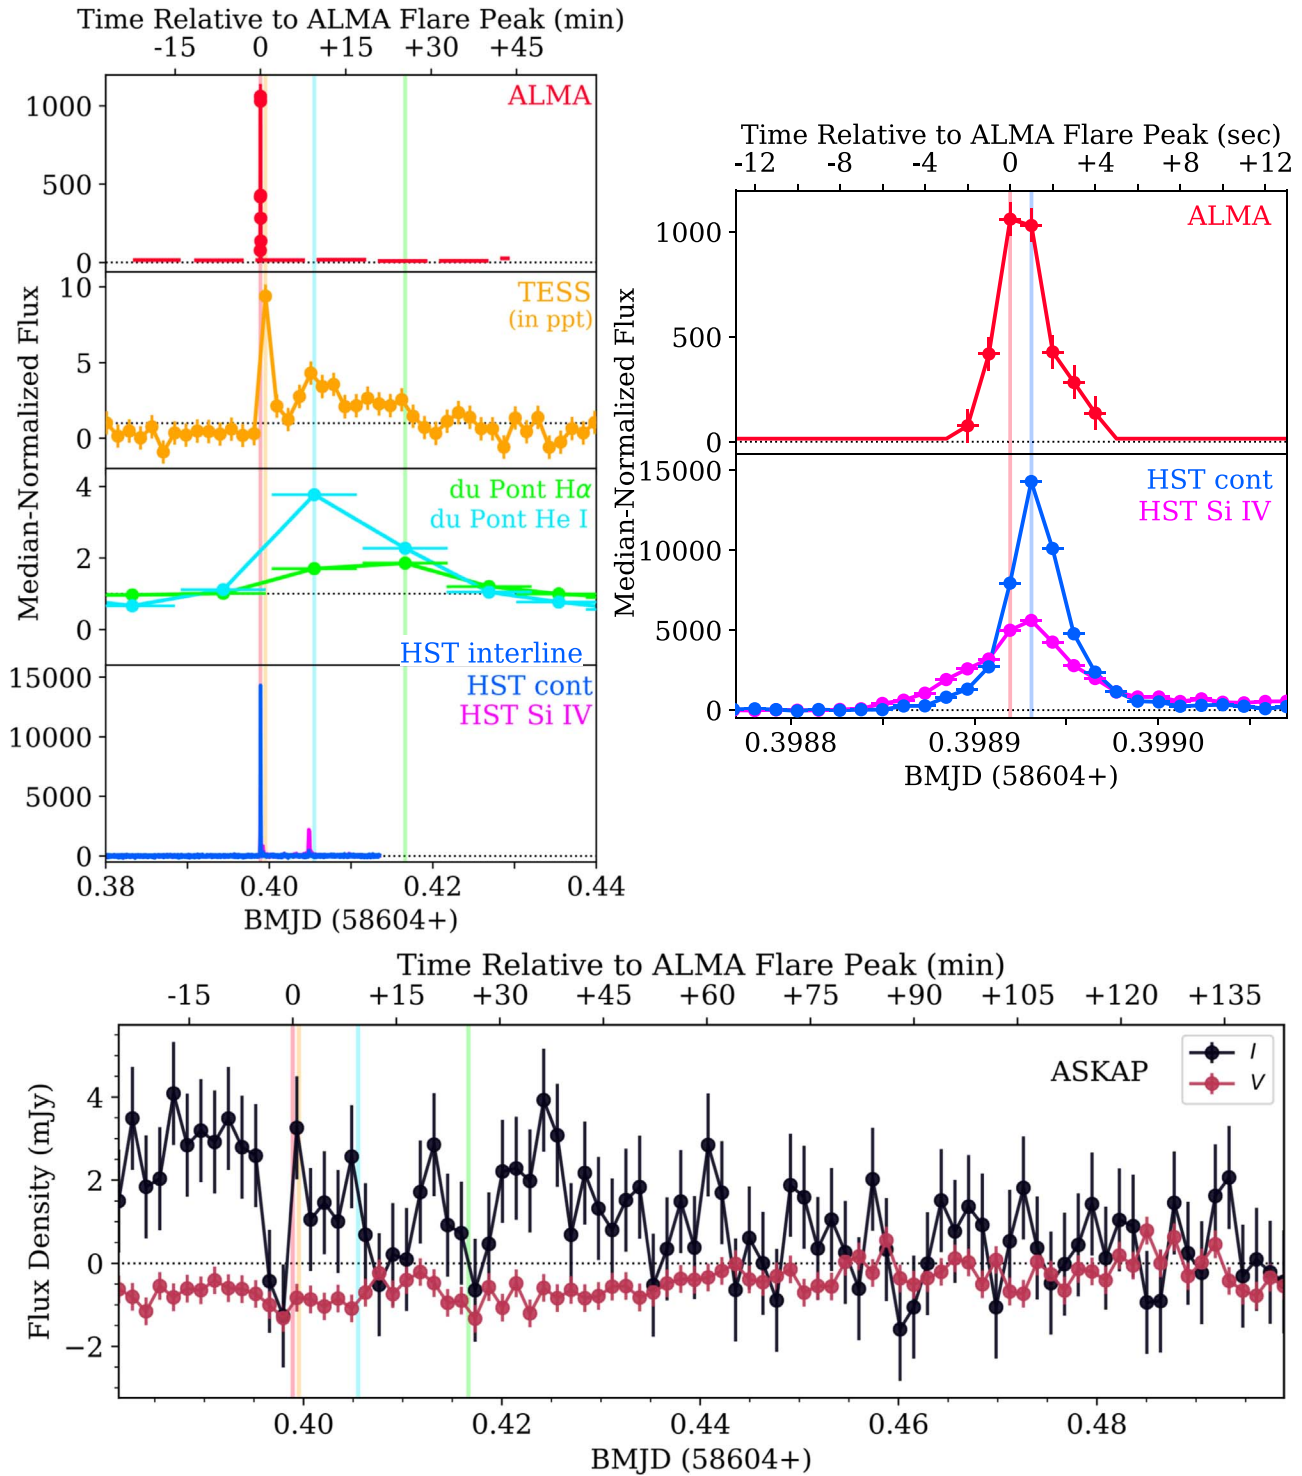 Time Relative to ALMA Flare Peak (min)
-15 0 +15 +30 +45
ALMA
1000
500
0
TESS
(in ppt)
10
5
0
du Pont Hα
du Pont He I
4
2
0
HST interline
HST cont
HST Si IV
15000
10000
5000
0
Median-Normalized Flux
0.38 0.40 0.42 0.44
BMJD (58604+)
Time Relative to ALMA Flare Peak (sec)
-12 -8 -4 0 +4 +8 +12
ALMA
1000
500
0
HST cont
HST Si IV
15000
10000
5000
0
Median-Normalized Flux
0.3988 0.3989 0.3990
BMJD (58604+)
Time Relative to ALMA Flare Peak (min)
-15 0 +15 +30 +45 +60 +75 +90 +105 +120 +135
ASKAP
I
V
4
2
0
−2
Flux Density (mJy)
0.40 0.42 0.44 0.46 0.48
BMJD (58604+)